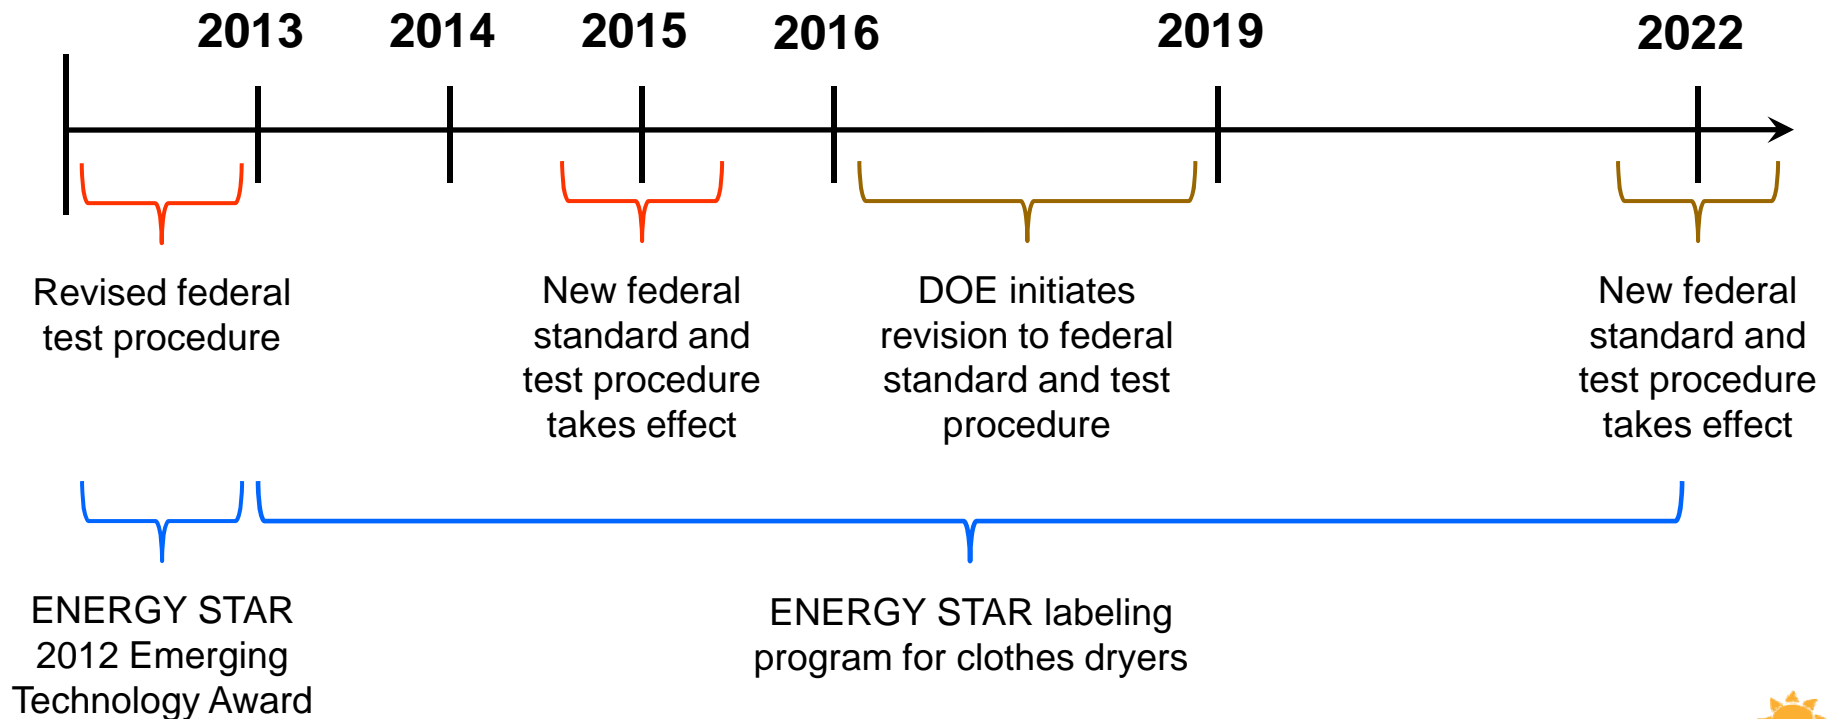 2013 2014 2015 2016 2019 2022
Revised federal
test procedure
New federal
standard and
test procedure
takes effect
DOE initiates
revision to federal
standard and test
procedure
New federal
standard and
test procedure
takes effect
ENERGY STAR
2012 Emerging
Technology Award
ENERGY STAR labeling
program for clothes dryers